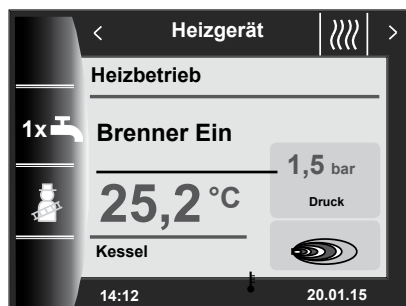 < Heizgerät >
Heizbetrieb
1x
Brenner Ein
1,5 bar
Druck
25,2 °C
Kessel
14:12 20.01.15